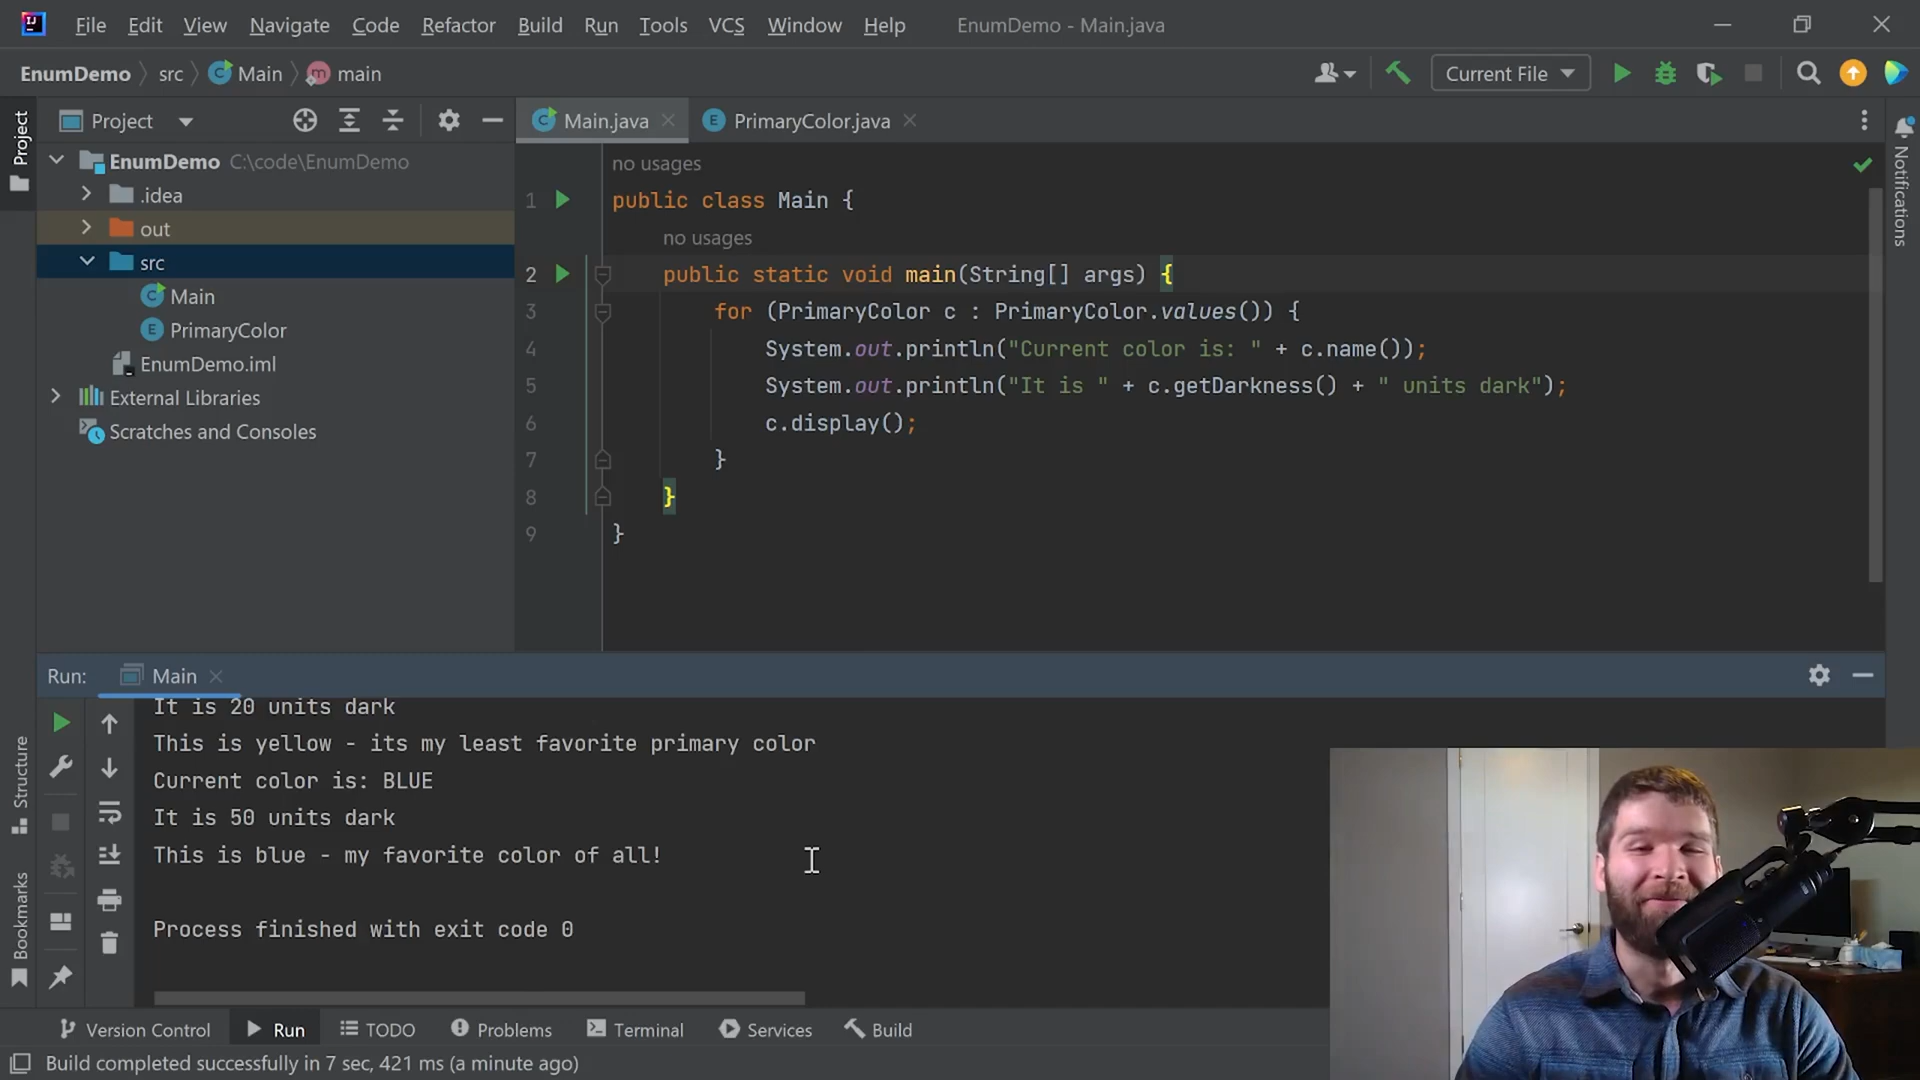 File Edit View Navigate Code Refactor Build Run Tools VCS Window Help EnumDemo - Main.java
EnumDemo src Main main Current File
Project
Project
EnumDemo C:\code\EnumDemo
.idea
out
src
Main
PrimaryColor
EnumDemo.iml
External Libraries
Scratches and Consoles
Main.java PrimaryColor.java
no usages
1 public class Main {
no usages
2 public static void main(String[] args) {
3 for (PrimaryColor c : PrimaryColor.values()) {
4 System.out.println("Current color is: " + c.name());
5 System.out.println("It is " + c.getDarkness() + " units dark");
6 c.display();
7 }
8 }
9 }
Notifications
Run: Main
It is 20 units dark
This is yellow - its my least favorite primary color
Current color is: BLUE
It is 50 units dark
This is blue - my favorite color of all!
Process finished with exit code 0
Structure
Bookmarks
Version Control Run TODO Problems Terminal Services Build
Build completed successfully in 7 sec, 421 ms (a minute ago)